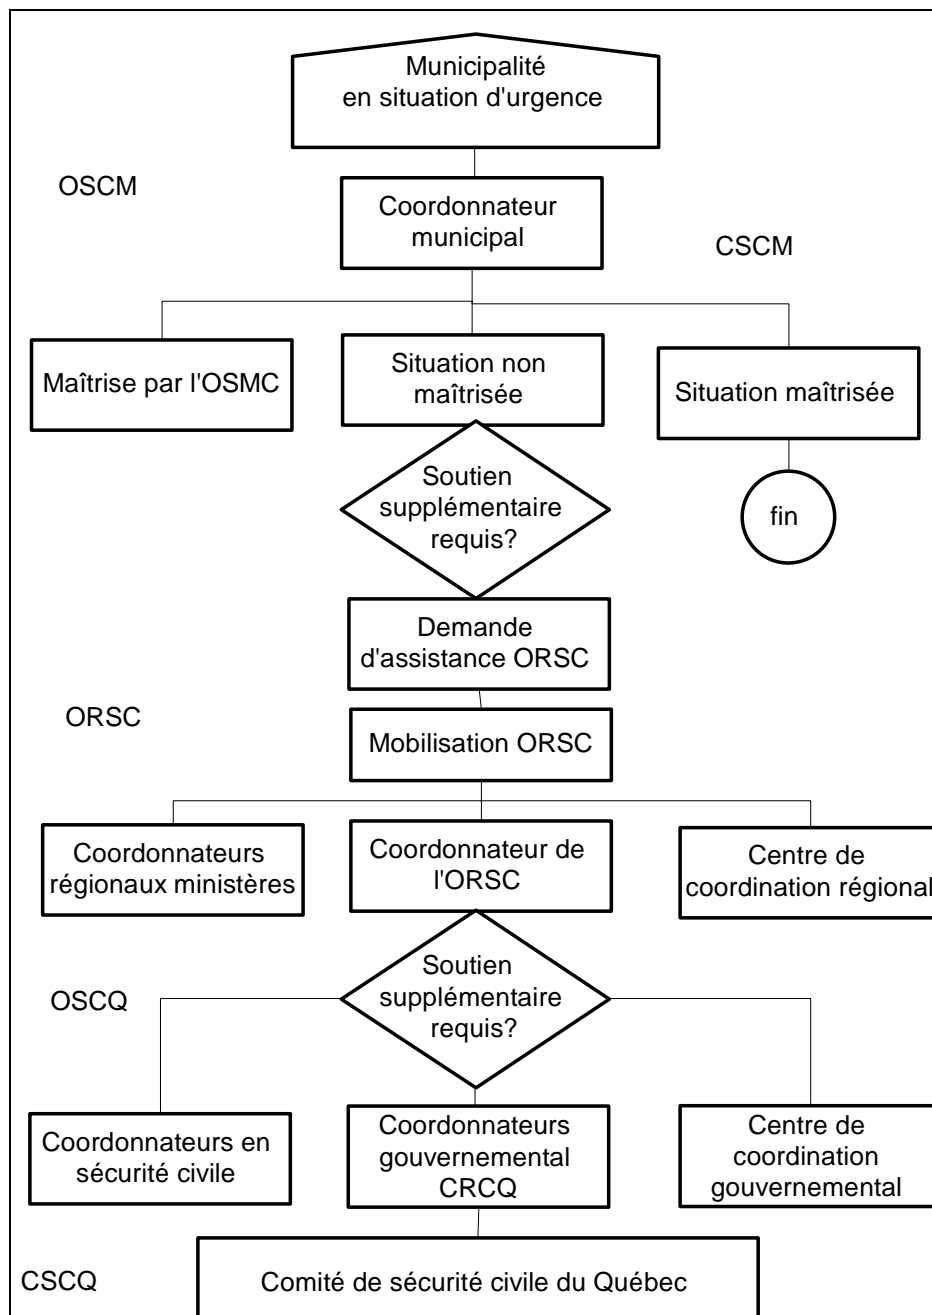 Municipalité
en situation d'urgence
OSCM
Coordonnateur
municipal
CSCM
Maîtrise par l'OSMC
Situation non
maîtrisée
Situation maîtrisée
Soutien
supplémentaire
requis?
fin
Demande
d'assistance ORSC
ORSC
Mobilisation ORSC
Coordonnateurs
régionaux ministères
Coordonnateur de
l'ORSC
Centre de
coordination régional
OSCQ
Soutien
supplémentaire
requis?
Coordonnateurs en
sécurité civile
Coordonnateurs
gouvernemental
CRCQ
Centre de
coordination
gouvernemental
CSCQ
Comité de sécurité civile du Québec